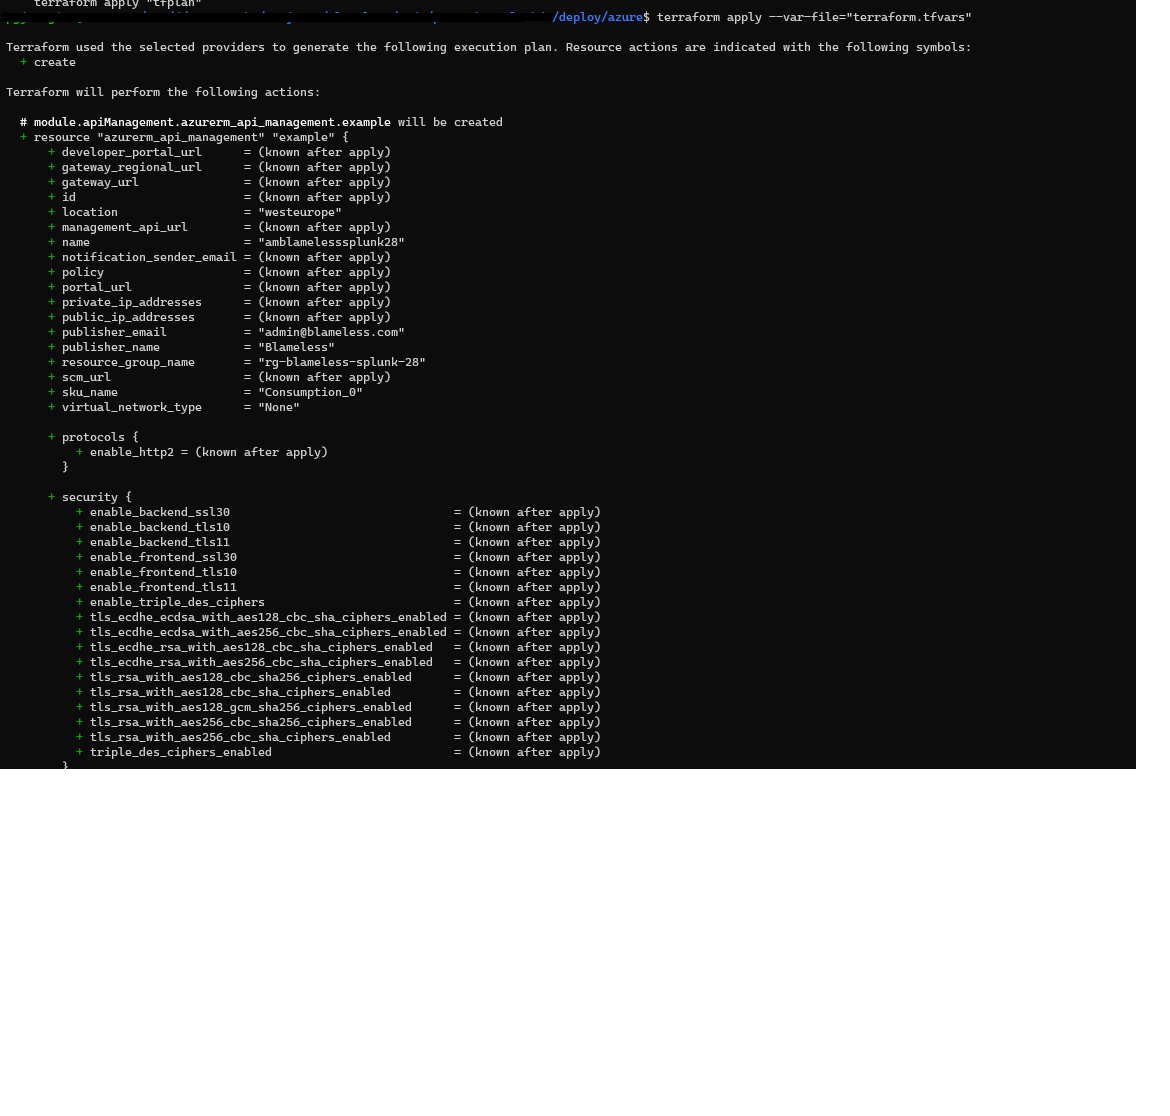 terraform apply "tfplan"
/deploy/azure$ terraform apply --var-file="terraform.tfvars"
Terraform used the selected providers to generate the following execution plan. Resource actions are indicated with the following symbols:
+ create
Terraform will perform the following actions:
# module.apiManagement.azurerm_api_management.example will be created
+ resource "azurerm_api_management" "example" {
+ developer_portal_url = (known after apply)
+ gateway_regional_url = (known after apply)
+ gateway_url = (known after apply)
+ id = (known after apply)
+ location = "westeurope"
+ management_api_url = (known after apply)
+ name = "amblamelesssplunk28"
+ notification_sender_email = (known after apply)
+ policy = (known after apply)
+ portal_url = (known after apply)
+ private_ip_addresses = (known after apply)
+ public_ip_addresses = (known after apply)
+ publisher_email = "admin@blameless.com"
+ publisher_name = "Blameless"
+ resource_group_name = "rg-blameless-splunk-28"
+ scm_url = (known after apply)
+ sku_name = "Consumption_0"
+ virtual_network_type = "None"
+ protocols {
+ enable_http2 = (known after apply)
}
+ security {
+ enable_backend_ssl30 = (known after apply)
+ enable_backend_tls10 = (known after apply)
+ enable_backend_tls11 = (known after apply)
+ enable_frontend_ssl30 = (known after apply)
+ enable_frontend_tls10 = (known after apply)
+ enable_frontend_tls11 = (known after apply)
+ enable_triple_des_ciphers = (known after apply)
+ tls_ecdhe_ecdsa_with_aes128_cbc_sha_ciphers_enabled = (known after apply)
+ tls_ecdhe_ecdsa_with_aes256_cbc_sha_ciphers_enabled = (known after apply)
+ tls_ecdhe_rsa_with_aes128_cbc_sha_ciphers_enabled = (known after apply)
+ tls_ecdhe_rsa_with_aes256_cbc_sha_ciphers_enabled = (known after apply)
+ tls_rsa_with_aes128_cbc_sha256_ciphers_enabled = (known after apply)
+ tls_rsa_with_aes128_cbc_sha_ciphers_enabled = (known after apply)
+ tls_rsa_with_aes128_gcm_sha256_ciphers_enabled = (known after apply)
+ tls_rsa_with_aes256_cbc_sha256_ciphers_enabled = (known after apply)
+ tls_rsa_with_aes256_cbc_sha_ciphers_enabled = (known after apply)
+ triple_des_ciphers_enabled = (known after apply)
}